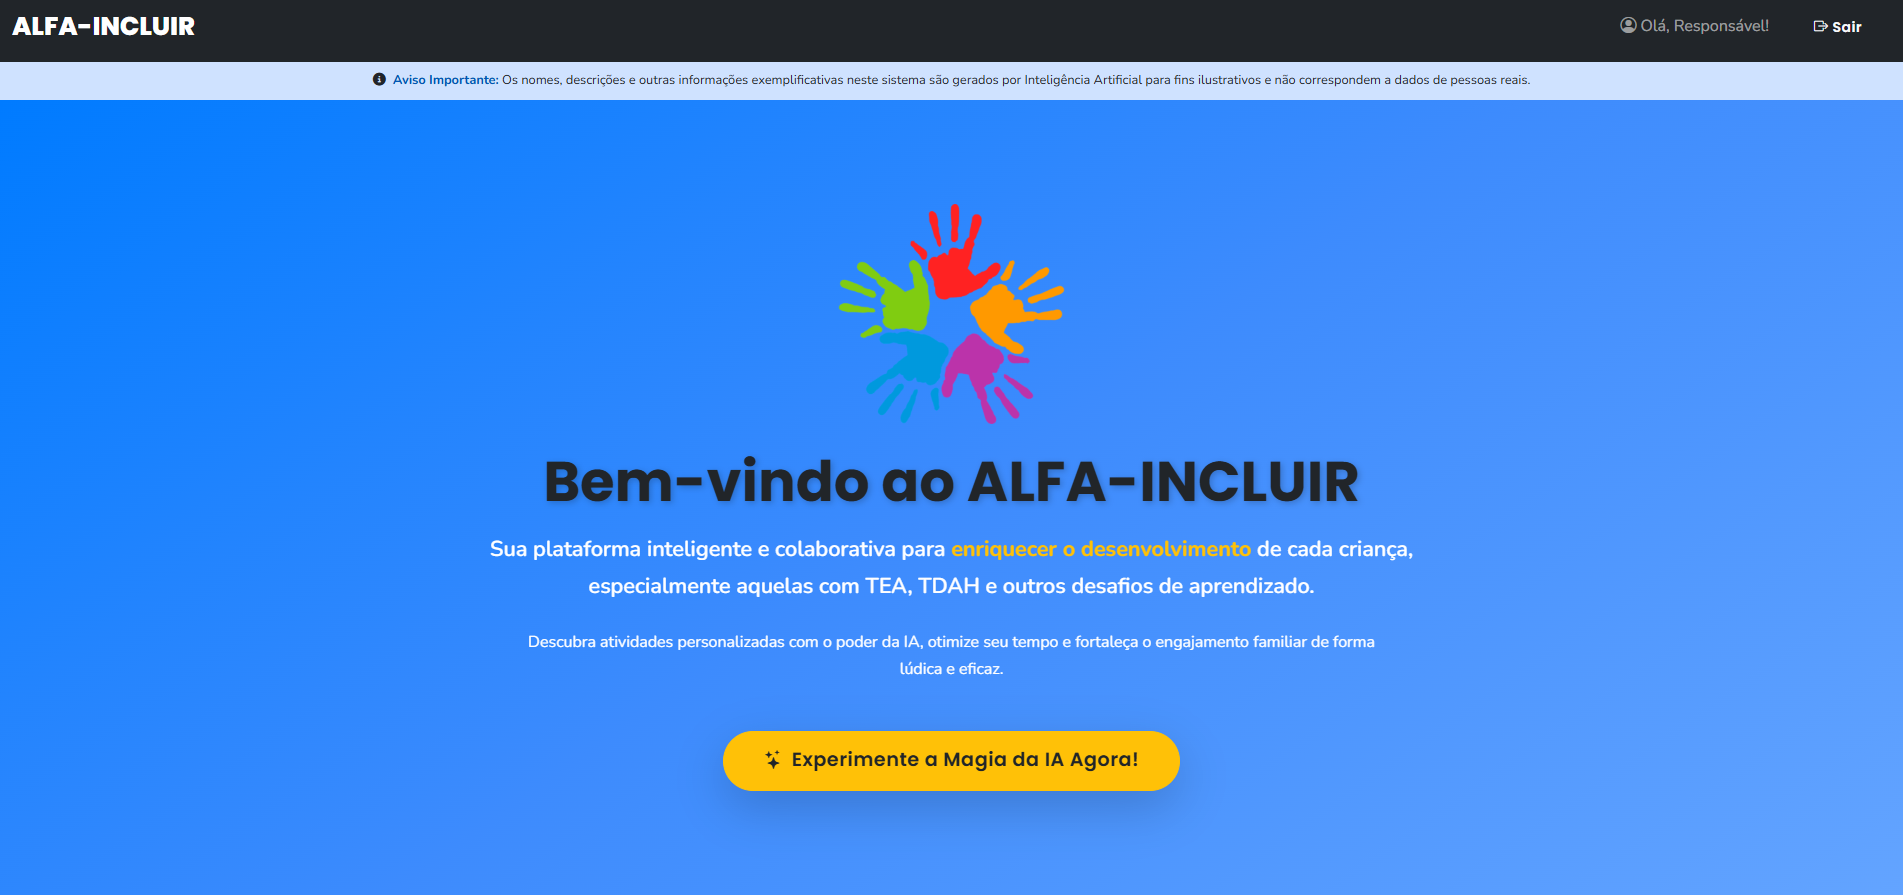 ALFA-INCLUIR
Olá, Responsável!
Sair
Aviso Importante: Os nomes, descrições e outras informações exemplificativas neste sistema são gerados por Inteligência Artificial para fins ilustrativos e não correspondem a dados de pessoas reais.
Bem-vindo ao ALFA-INCLUIR
Sua plataforma inteligente e colaborativa para enriquecer o desenvolvimento de cada criança,
especialmente aquelas com TEA, TDAH e outros desafios de aprendizado.
Descubra atividades personalizadas com o poder da IA, otimize seu tempo e fortaleça o engajamento familiar de forma
lúdica e eficaz.
Experimente a Magia da IA Agora!